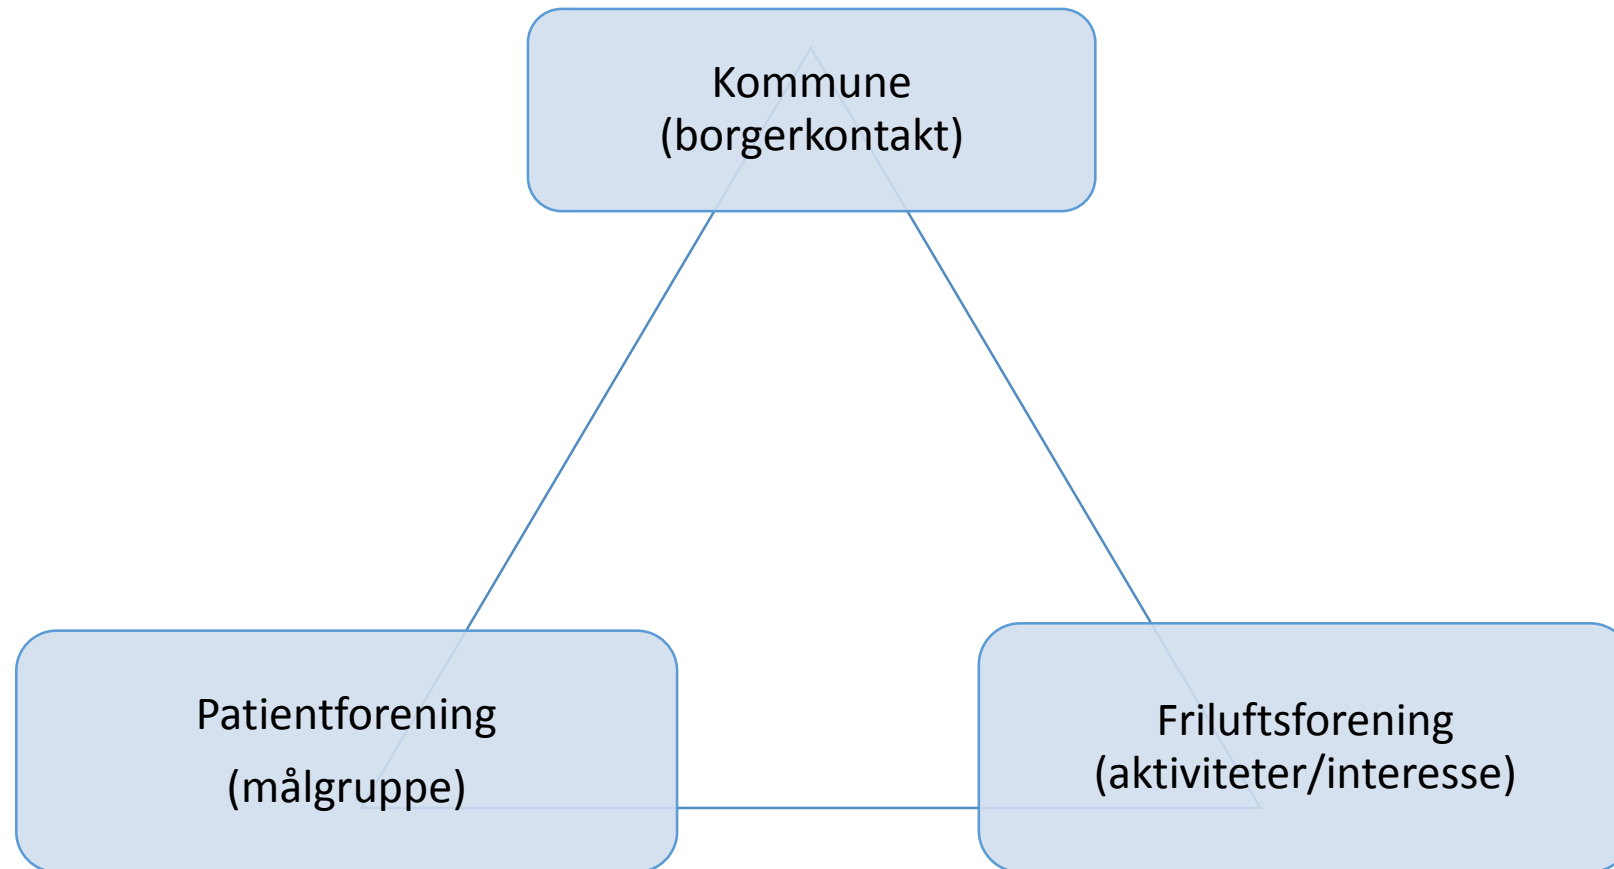 Kommune
(borgerkontakt)
Patientforening
(målgruppe)
Friluftsforening
(aktiviteter/interesse)